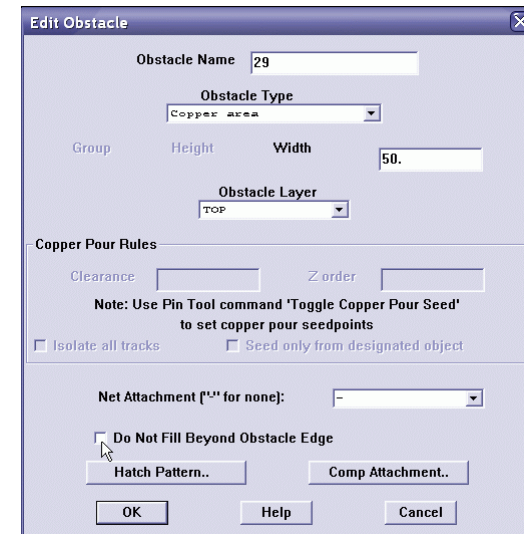 Edit Obstacle
Obstacle Name 29
Obstacle Type
Copper area
Group Height Width 50.
Obstacle Layer
TOP
Copper Pour Rules
Clearance Z order
Note: Use Pin Tool command 'Toggle Copper Pour Seed'
to set copper pour seedpoints
Isolate all tracks Seed only from designated object
Net Attachment ("-" for none): -
Do Not Fill Beyond Obstacle Edge
Hatch Pattern.. Comp Attachment..
OK Help Cancel